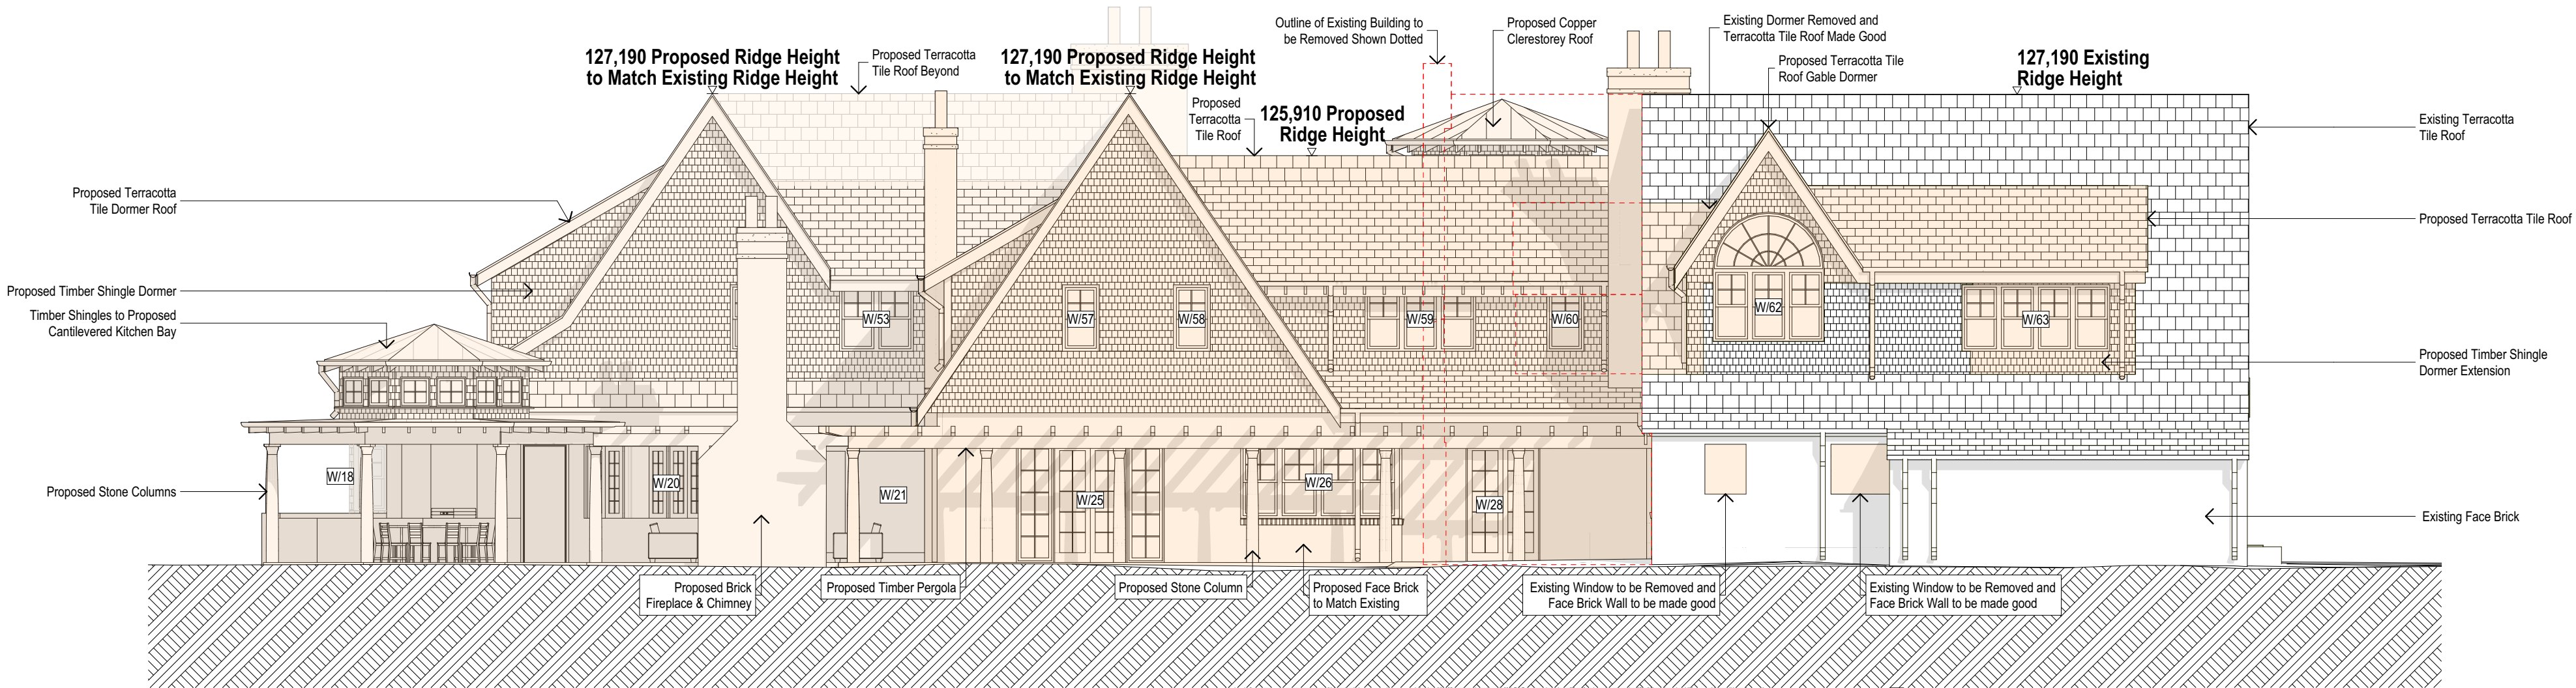 127,190 Proposed Ridge Height
to Match Existing Ridge Height
Proposed Terracotta
Tile Roof Beyond
127,190 Proposed Ridge Height
to Match Existing Ridge Height
Proposed
Terracotta
Tile Roof
125,910 Proposed
Ridge Height
Outline of Existing Building to
be Removed Shown Dotted
Proposed Copper
Clerestorey Roof
Existing Dormer Removed and
Terracotta Tile Roof Made Good
Proposed Terracotta Tile
Roof Gable Dormer
127,190 Existing
Ridge Height
Existing Terracotta
Tile Roof
Proposed Terracotta
Tile Dormer Roof
Proposed Terracotta Tile Roof
Proposed Timber Shingle Dormer
Timber Shingles to Proposed
Cantilevered Kitchen Bay
W/53
W/57
W/58
W/59
W/60
W/62
W/63
Proposed Timber Shingle
Dormer Extension
Proposed Stone Columns
W/18
W/20
W/21
W/25
W/26
W/28
Existing Face Brick
Proposed Brick
Fireplace & Chimney
Proposed Timber Pergola
Proposed Stone Column
Proposed Face Brick
to Match Existing
Existing Window to be Removed and
Face Brick Wall to be made good
Existing Window to be Removed and
Face Brick Wall to be made good